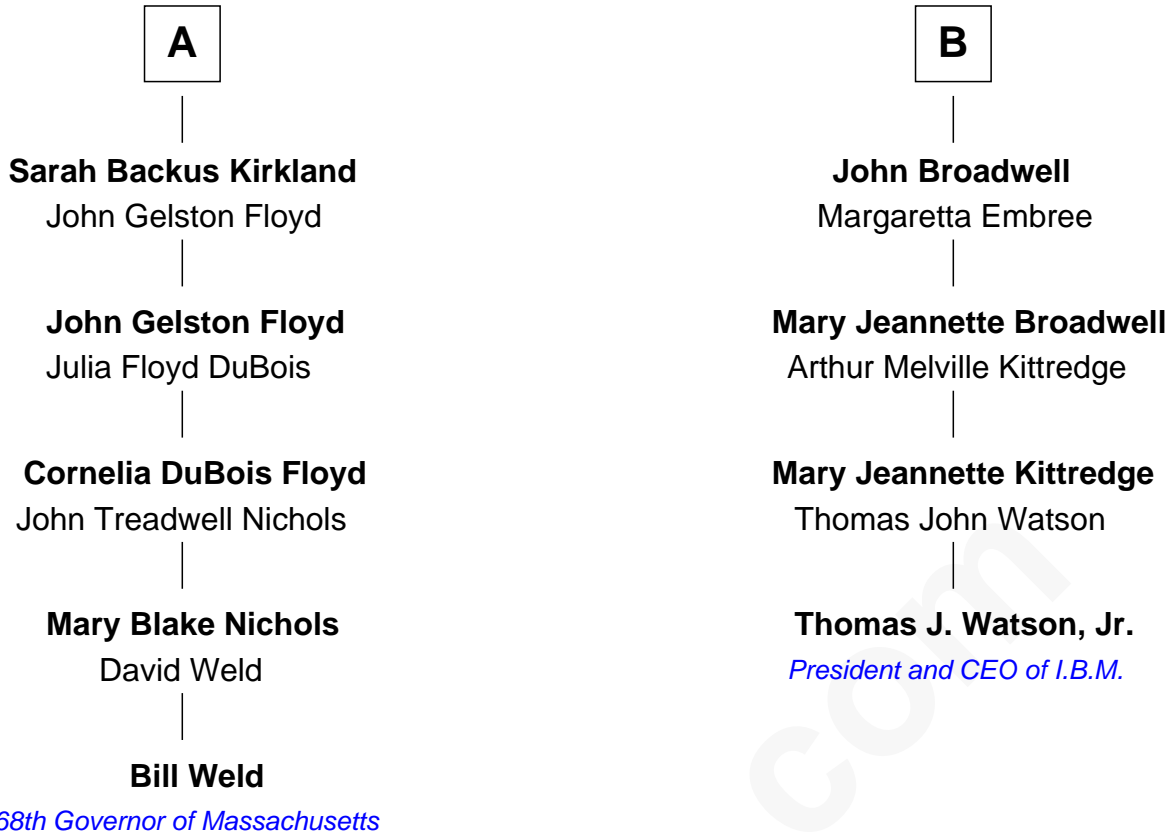 A
Sarah Backus Kirkland
John Gelston Floyd
John Gelston Floyd
Julia Floyd DuBois
Cornelia DuBois Floyd
John Treadwell Nichols
Mary Blake Nichols
David Weld
Bill Weld
68th Governor of Massachusetts
B
John Broadwell
Margaretta Embree
Mary Jeannette Broadwell
Arthur Melville Kittredge
Mary Jeannette Kittredge
Thomas John Watson
Thomas J. Watson, Jr.
President and CEO of I.B.M.
com